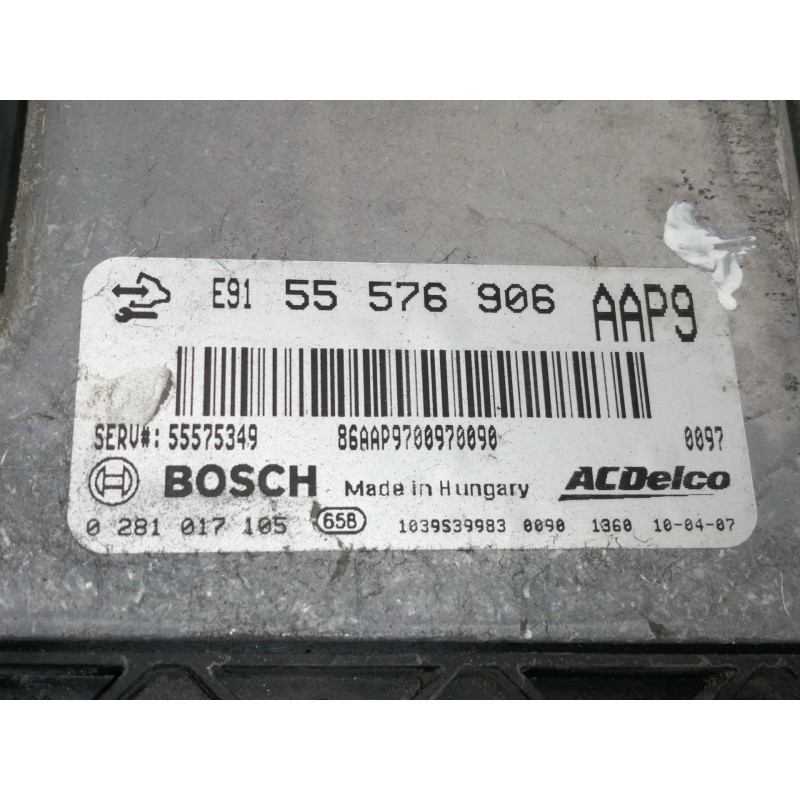 E91 55 576 906 AAP9
SERV#: 55575349 86AAP9700970090 0097
BOSCH Made in Hungary ACDelco
0 281 017 105 65B 1039S39983 0090 1360 10-04-07